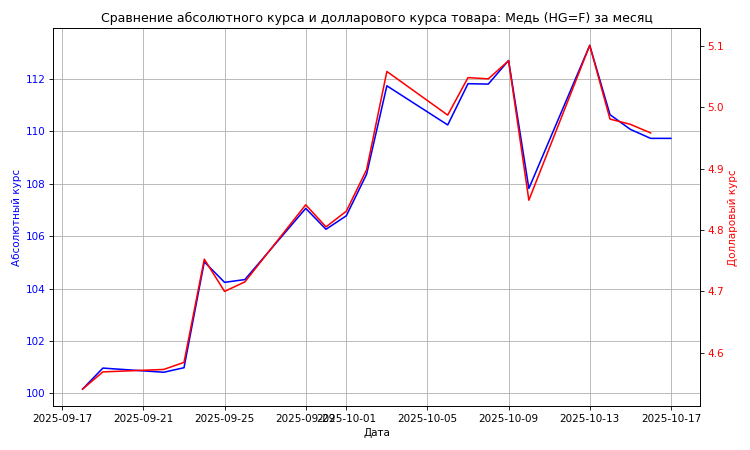 Сравнение абсолютного курса и долларового курса товара: Медь (HG=F) за месяц
Абсолютный курс
112
110
108
106
104
102
100
Долларовый курс
5.1
5.0
4.9
4.8
4.7
4.6
2025-09-17 2025-09-21 2025-09-25 2025-09-29 2025-10-01 2025-10-05 2025-10-09 2025-10-13 2025-10-17
Дата